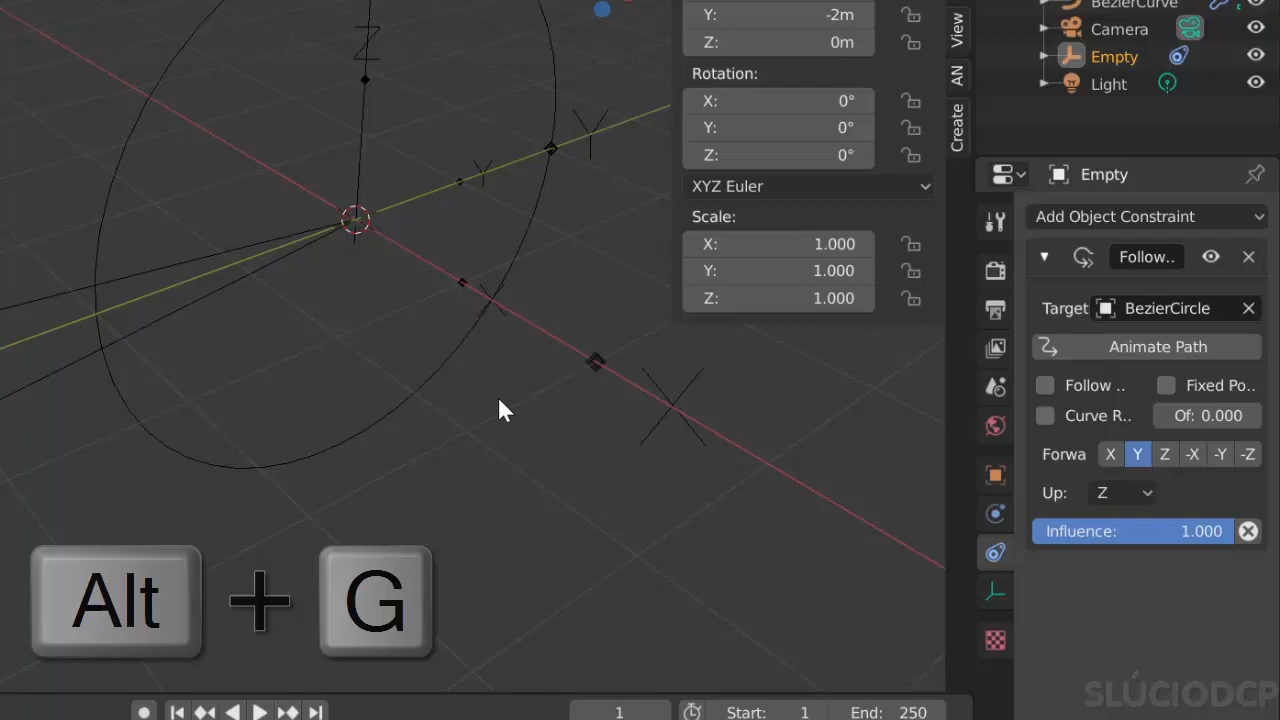 BezierCurve
Y: -2m
Z: 0m
View
Camera
Empty
Rotation:
AN
Light
X: 0°
Y: 0°
Create
Z: 0°
Z
Y
Y
X
X
XYZ Euler
Empty
Scale:
Add Object Constraint
X: 1.000
Follow..
Y: 1.000
Z: 1.000
Target BezierCircle
Animate Path
Follow .. Fixed Po..
Curve R.. Of: 0.000
Forwa X Y Z -X -Y -Z
Up: Z
Influence: 1.000
Alt + G
SLÚCIODCP
1 Start: 1 End: 250